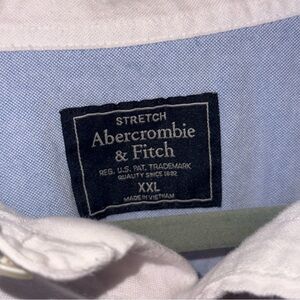 STRETCH
Abercrombie
& Fitch
REG. U.S. PAT. TRADEMARK
QUALITY SINCE 1892
XXL
MADE IN VIETNAM